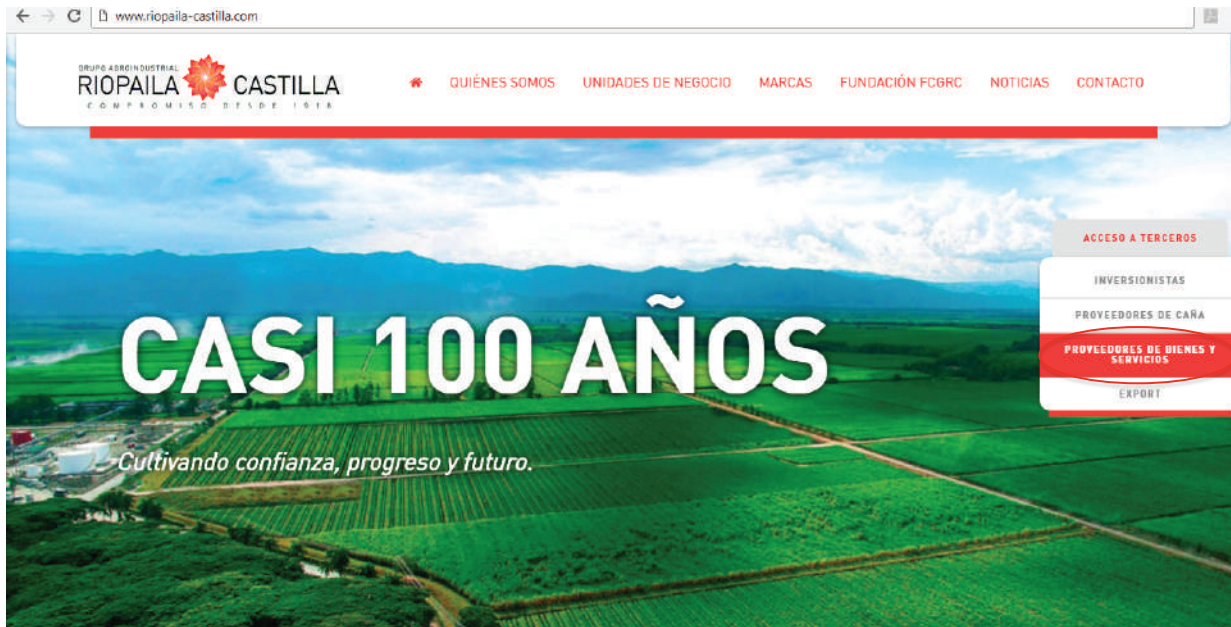 www.riopaila-castilla.com
GRUPO AGROINDUSTRIAL
RIOPAILA CASTILLA
COMPROMISO DESDE 1918
QUIÉNES SOMOS UNIDADES DE NEGOCIO MARCAS FUNDACIÓN FCGRC NOTICIAS CONTACTO
ACCESO A TERCEROS
INVERSIONISTAS
PROVEEDORES DE CAÑA
PROVEEDORES DE BIENES Y
SERVICIOS
EXPORT
CASI 100 AÑOS
Cultivando confianza, progreso y futuro.